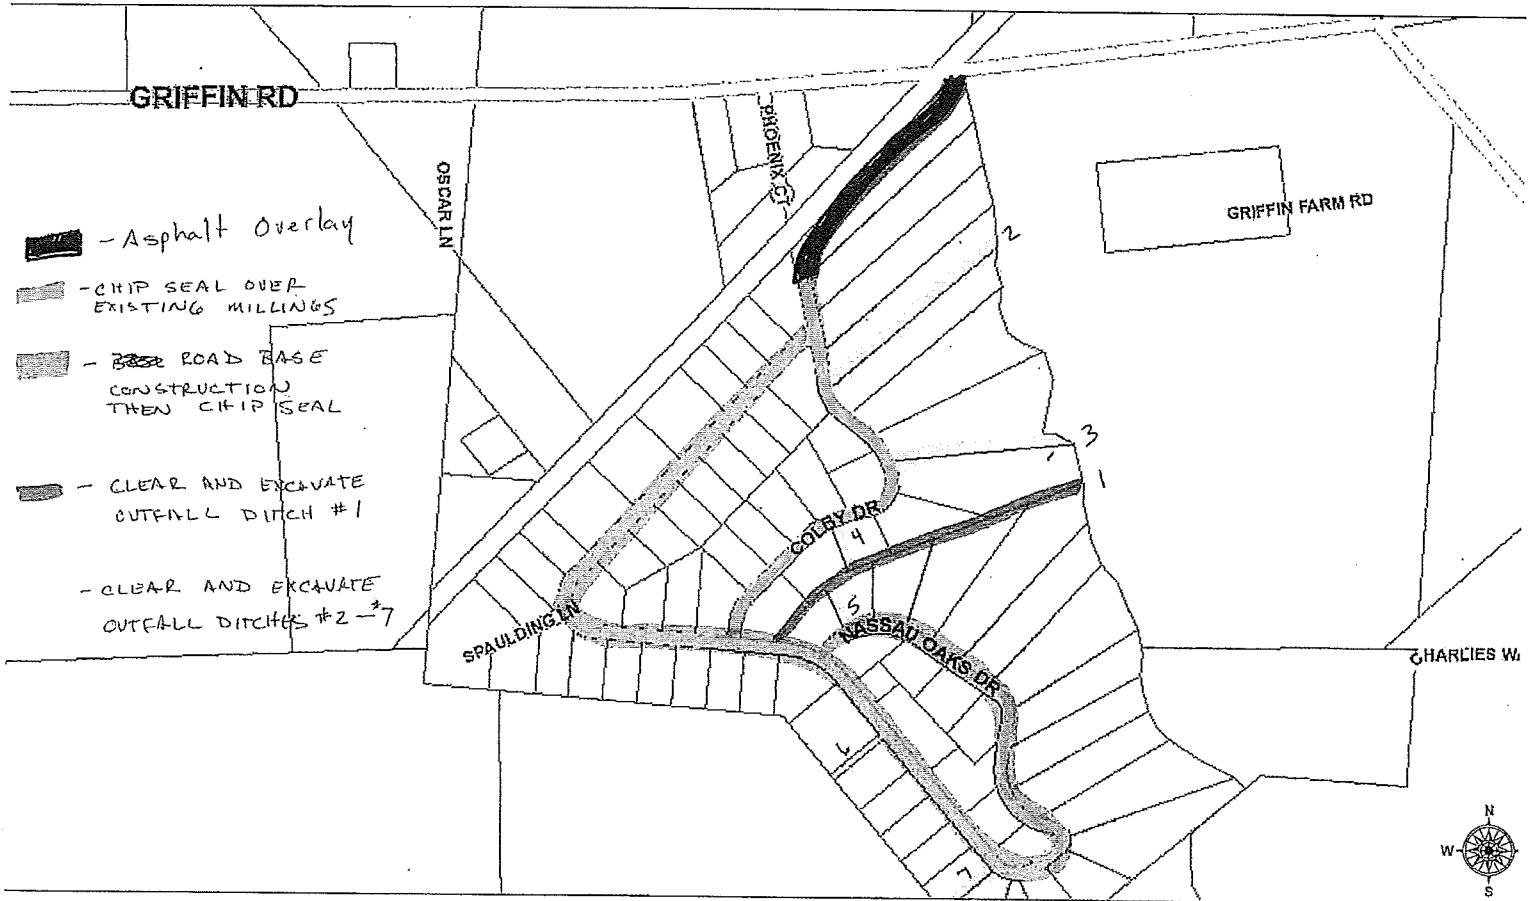 GRIFFIN RD
PHOENIX CT
OSCAR LN
GRIFFIN FARM RD
- Asphalt Overlay
2
- CHIP SEAL OVER
EXISTING MILLINGS
- ROAD BASE
CONSTRUCTION
THEN CHIP SEAL
3
1
- CLEAR AND EXCAVATE
OUTFALL DITCH #1
COLBY DR
4
- CLEAR AND EXCAVATE
OUTFALL DITCHES #2-#7
5
SPAULDING LN
NASSAU OAKS DR
CHARLIES W
6
7
N
W
S